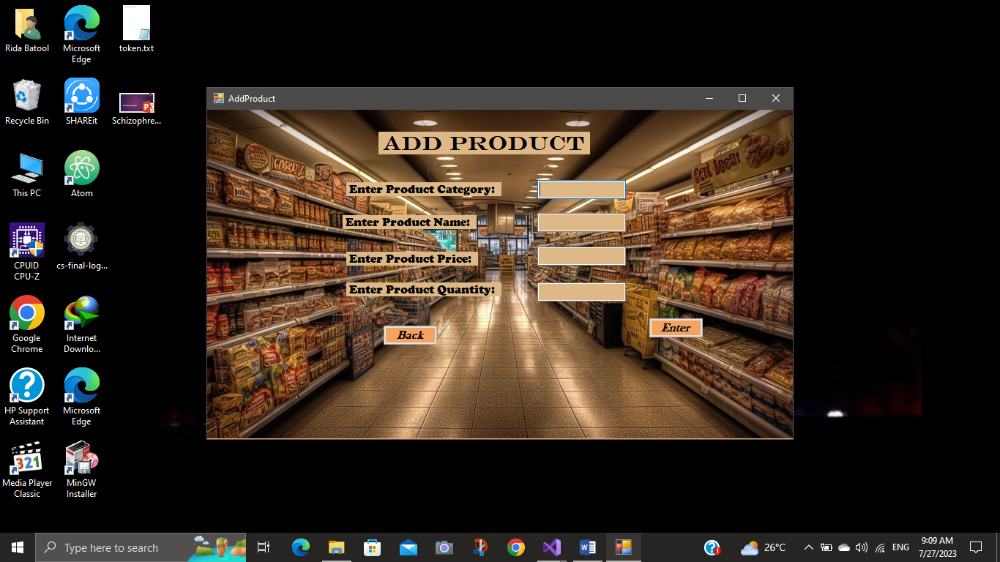 Rida Batool
Microsoft
Edge
token.txt
Recycle Bin
SHAREit
Schizophre...
This PC
Atom
CPUID
CPU-Z
cs-final-log...
Google
Chrome
Internet
Downlo...
HP Support
Assistant
Microsoft
Edge
321
Media Player
Classic
MinGW
Installer
AddProduct
ADD PRODUCT
Enter Product Category:
Enter Product Name:
Enter Product Price:
Enter Product Quantity:
Back
Enter
Type here to search
26°C
ENG
9:09 AM
7/27/2023